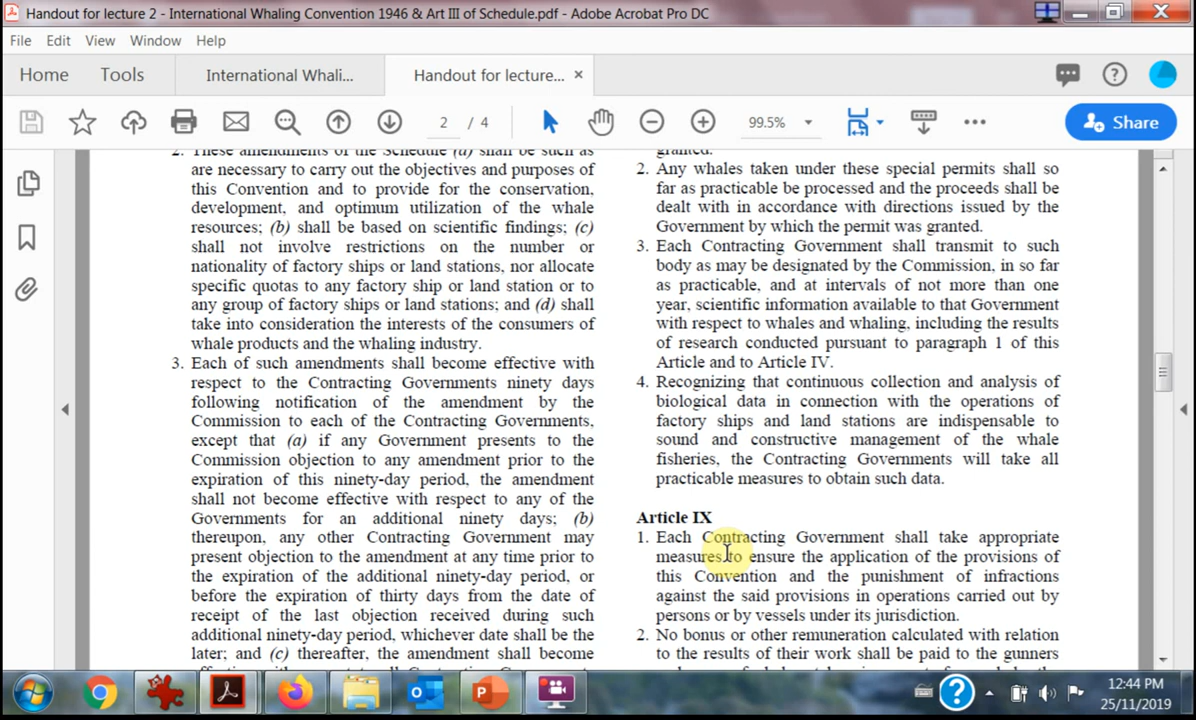 Handout for lecture 2 - International Whaling Convention 1946 & Art III of Schedule.pdf - Adobe Acrobat Pro DC
File Edit View Window Help
Home Tools International Whali... Handout for lecture... ×
2 / 4 99.5% Share
2. These amendments of the Schedule (a) shall be such as
are necessary to carry out the objectives and purposes of
this Convention and to provide for the conservation,
development, and optimum utilization of the whale
resources; (b) shall be based on scientific findings; (c)
shall not involve restrictions on the number or
nationality of factory ships or land stations, nor allocate
specific quotas to any factory ship or land station or to
any group of factory ships or land stations; and (d) shall
take into consideration the interests of the consumers of
whale products and the whaling industry.
3. Each of such amendments shall become effective with
respect to the Contracting Governments ninety days
following notification of the amendment by the
Commission to each of the Contracting Governments,
except that (a) if any Government presents to the
Commission objection to any amendment prior to the
expiration of this ninety-day period, the amendment
shall not become effective with respect to any of the
Governments for an additional ninety days; (b)
thereupon, any other Contracting Government may
present objection to the amendment at any time prior to
the expiration of the additional ninety-day period, or
before the expiration of thirty days from the date of
receipt of the last objection received during such
additional ninety-day period, whichever date shall be the
later; and (c) thereafter, the amendment shall become
granted.
2. Any whales taken under these special permits shall so
far as practicable be processed and the proceeds shall be
dealt with in accordance with directions issued by the
Government by which the permit was granted.
3. Each Contracting Government shall transmit to such
body as may be designated by the Commission, in so far
as practicable, and at intervals of not more than one
year, scientific information available to that Government
with respect to whales and whaling, including the results
of research conducted pursuant to paragraph 1 of this
Article and to Article IV.
4. Recognizing that continuous collection and analysis of
biological data in connection with the operations of
factory ships and land stations are indispensable to
sound and constructive management of the whale
fisheries, the Contracting Governments will take all
practicable measures to obtain such data.
Article IX
1. Each Contracting Government shall take appropriate
measures to ensure the application of the provisions of
this Convention and the punishment of infractions
against the said provisions in operations carried out by
persons or by vessels under its jurisdiction.
2. No bonus or other remuneration calculated with relation
to the results of their work shall be paid to the gunners
12:44 PM
25/11/2019